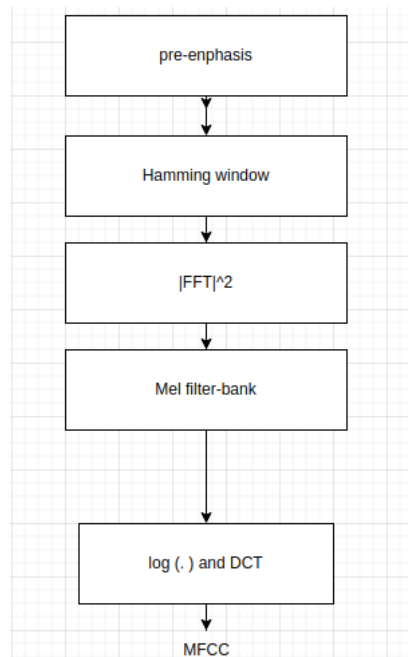 pre-enphasis
Hamming window
|FFT|^2
Mel filter-bank
log (. ) and DCT
MFCC